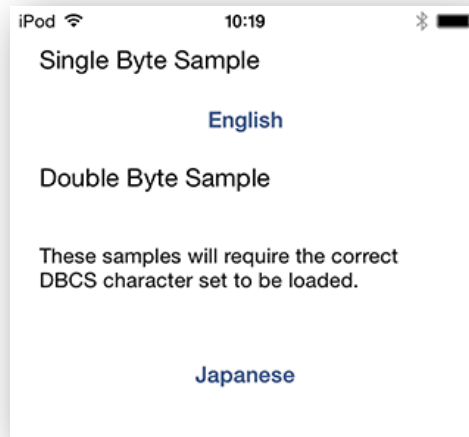 iPod 10:19
Single Byte Sample
English
Double Byte Sample
These samples will require the correct
DBCS character set to be loaded.
Japanese